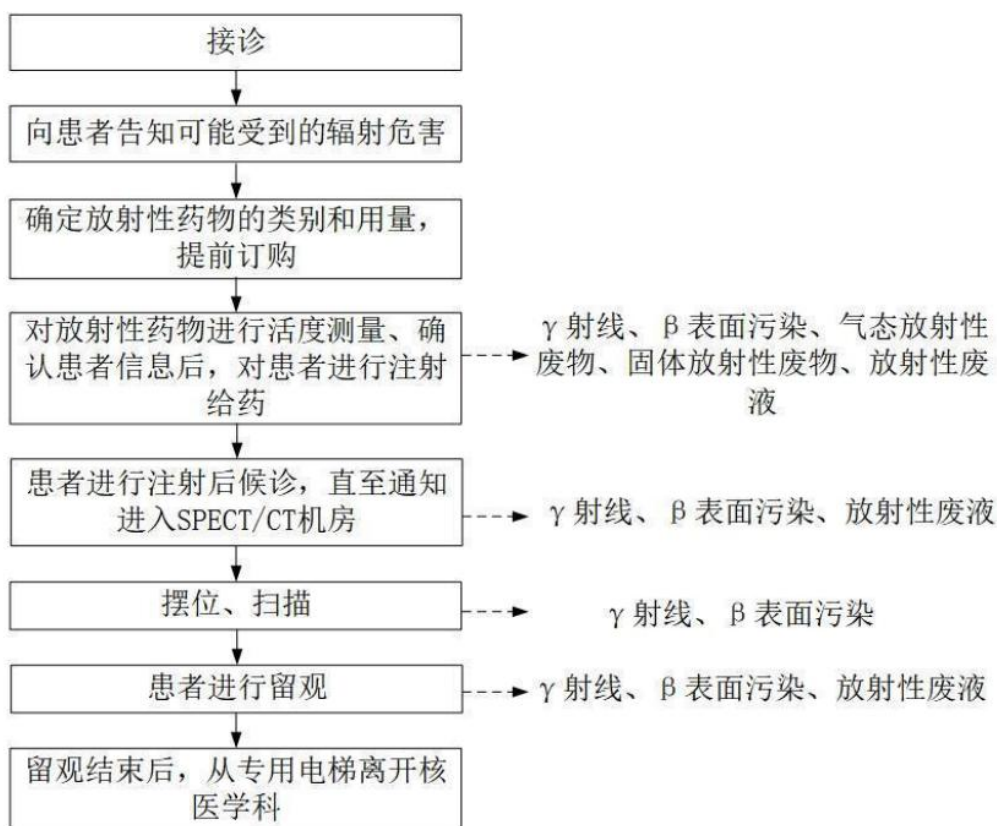 接诊
向患者告知可能受到的辐射危害
确定放射性药物的类别和用量，
提前订购
对放射性药物进行活度测量、确
认患者信息后，对患者进行注射
给药
γ射线、β表面污染、气态放射性
废物、固体放射性废物、放射性废
液
患者进行注射后候诊，直至通知
进入SPECT/CT机房
γ射线、β表面污染、放射性废液
摆位、扫描
γ射线、β表面污染
患者进行留观
γ射线、β表面污染、放射性废液
留观结束后，从专用电梯离开核
医学科